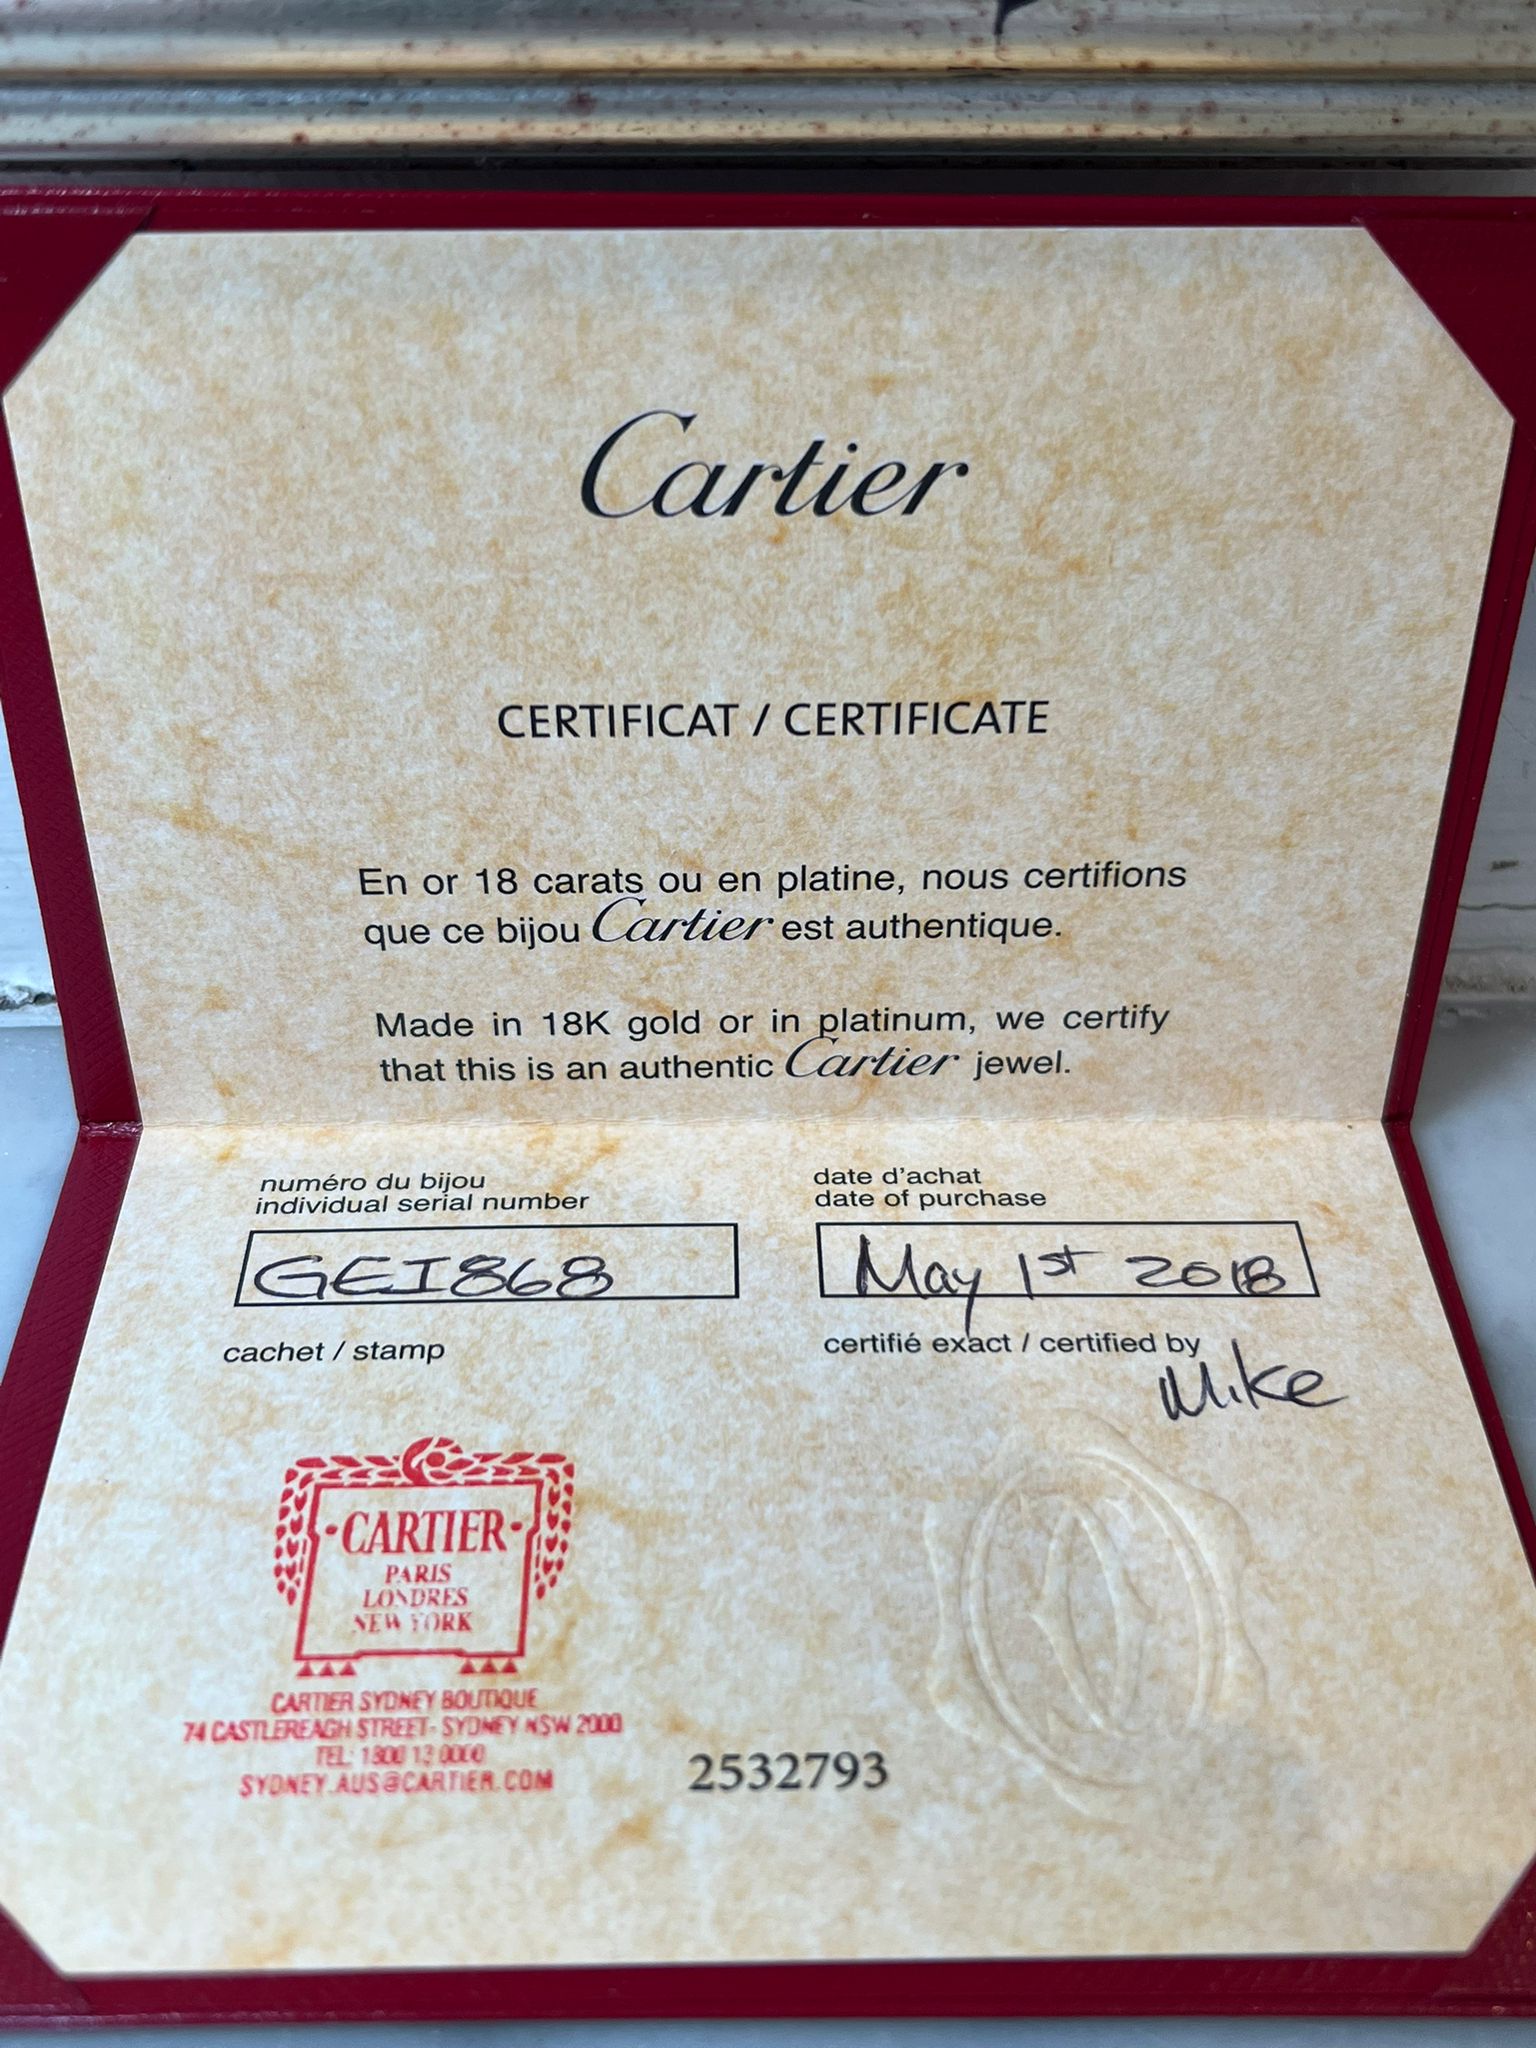 Cartier
CERTIFICAT / CERTIFICATE
En or 18 carats ou en platine, nous certifions
que ce bijou Cartier est authentique.
Made in 18K gold or in platinum, we certify
that this is an authentic Cartier jewel.
numéro du bijou
individual serial number
GEI868
date d'achat
date of purchase
May 1st 2018
cachet / stamp
certifié exact / certified by
Mike
CARTIER
PARIS
LONDRES
NEW YORK
CARTIER SYDNEY BOUTIQUE
74 CASTLEREAGH STREET - SYDNEY NSW 2000
TEL: 1800 13 0000
SYDNEY.AUS@CARTIER.COM
2532793